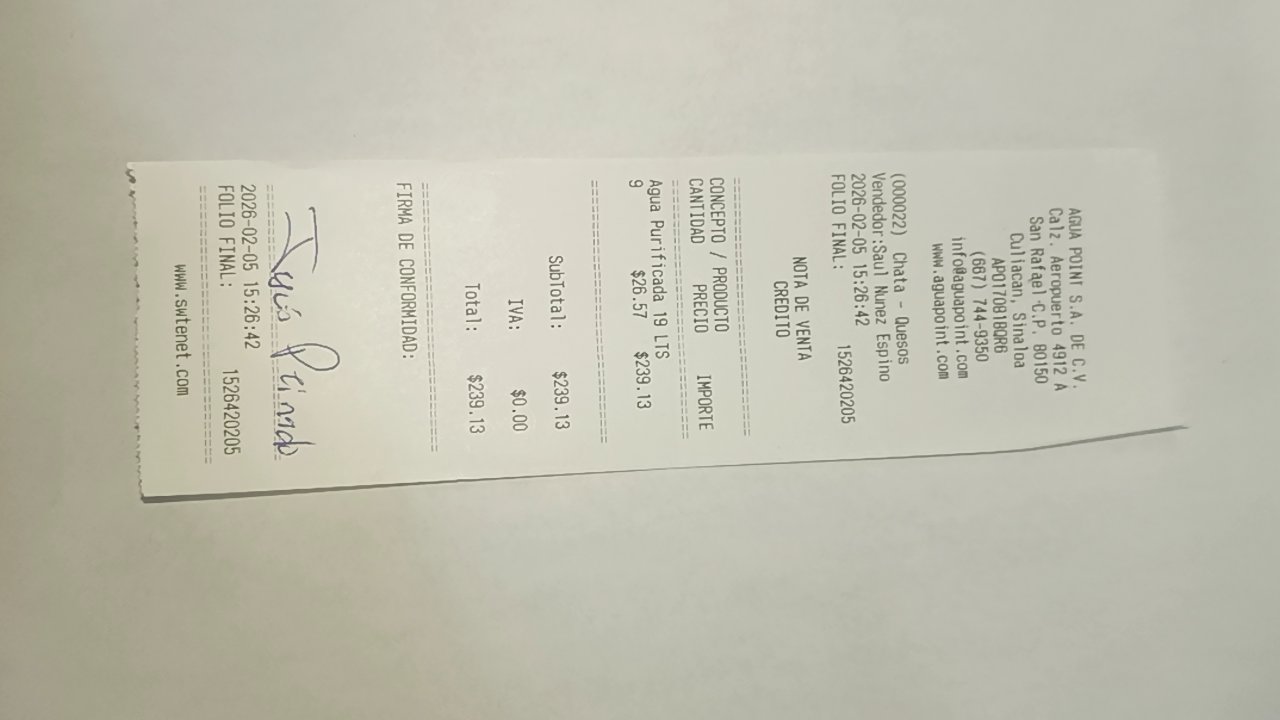 AGUA POINT S.A. DE C.V.
Calz. Aeropuerto 4912 A
San Rafael C.P. 80150
Culiacan, Sinaloa
APO170818QR6
(667) 744-9350
info@aguapoint.com
www.aguapoint.com
(000022) Chata - Quesos
Vendedor:Saul Nunez Espino
2026-02-05 15:26:42
FOLIO FINAL: 1526420205
NOTA DE VENTA
CREDITO
CONCEPTO / PRODUCTO
CANTIDAD PRECIO IMPORTE
Agua Purificada 19 LTS
9 $26.57 $239.13
SubTotal: $239.13
IVA: $0.00
Total: $239.13
FIRMA DE CONFORMIDAD:
Jesús
2026-02-05 15:26:42
FOLIO FINAL: 1526420205
www.swtenet.com